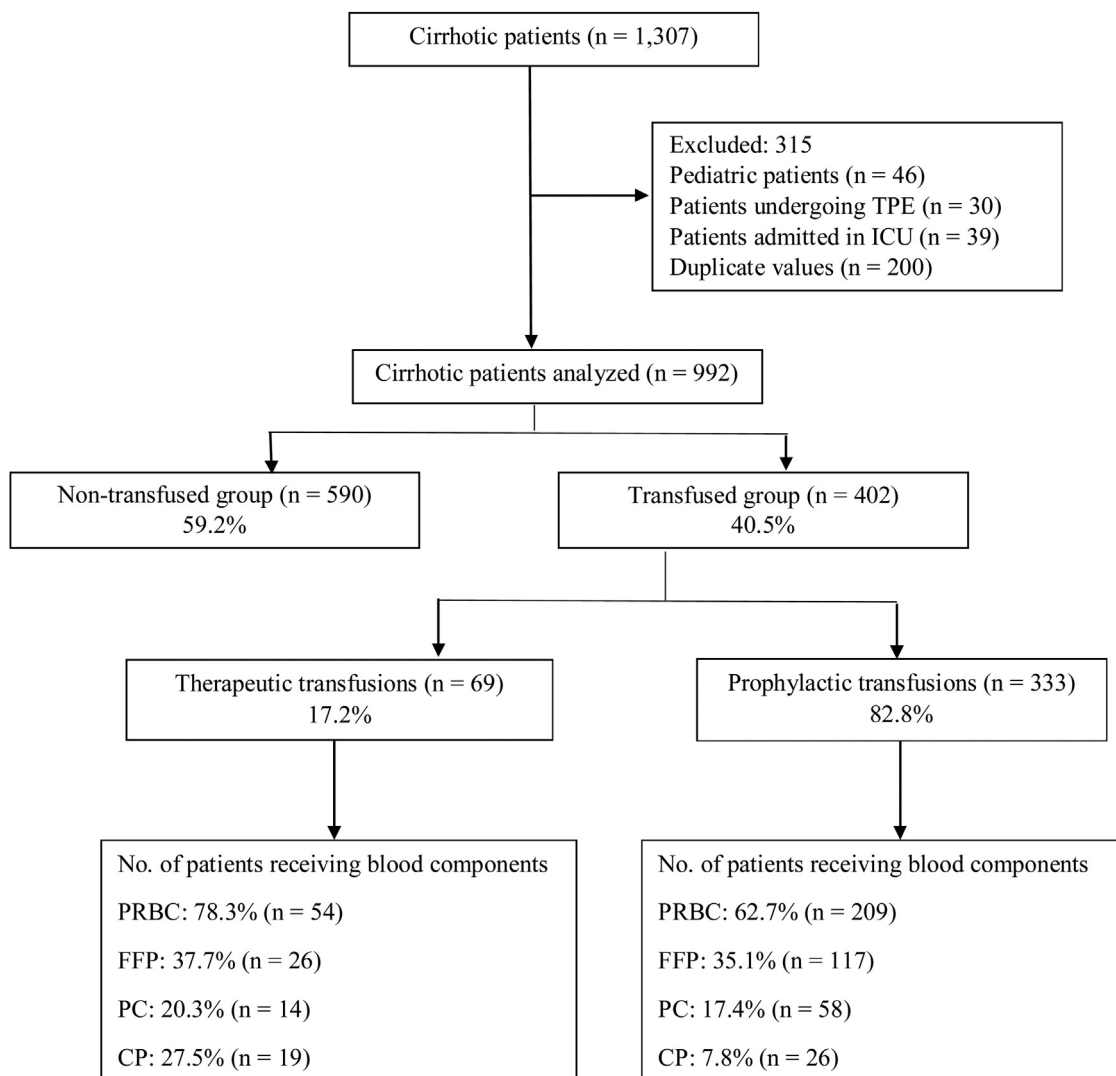 Cirrhotic patients (n = 1,307)
Excluded: 315
Pediatric patients (n = 46)
Patients undergoing TPE (n = 30)
Patients admitted in ICU (n = 39)
Duplicate values (n = 200)
Cirrhotic patients analyzed (n = 992)
Non-transfused group (n = 590)
59.2%
Transfused group (n = 402)
40.5%
Therapeutic transfusions (n = 69)
17.2%
Prophylactic transfusions (n = 333)
82.8%
No. of patients receiving blood components
PRBC: 78.3% (n = 54)
FFP: 37.7% (n = 26)
PC: 20.3% (n = 14)
CP: 27.5% (n = 19)
No. of patients receiving blood components
PRBC: 62.7% (n = 209)
FFP: 35.1% (n = 117)
PC: 17.4% (n = 58)
CP: 7.8% (n = 26)